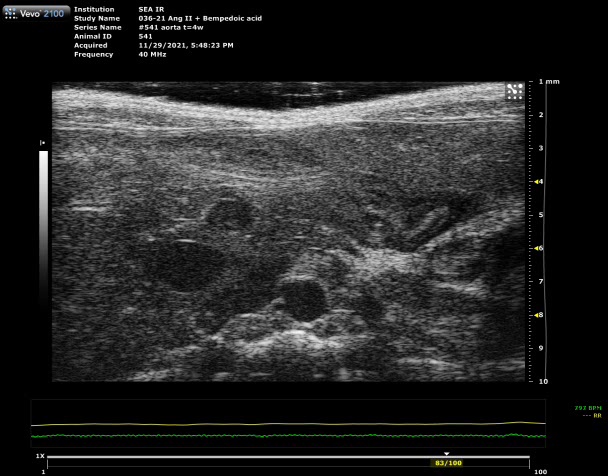 Vevo 2100
Institution SEA IR
Study Name 036-21 Ang II + Bempedoic acid
Series Name #541 aorta t=4w
Animal ID 541
Acquired 11/29/2021, 5:48:23 PM
Frequency 40 MHz
1 mm
2
3
4
5
6
7
8
9
10
--- RR
1X
83/100
1 100